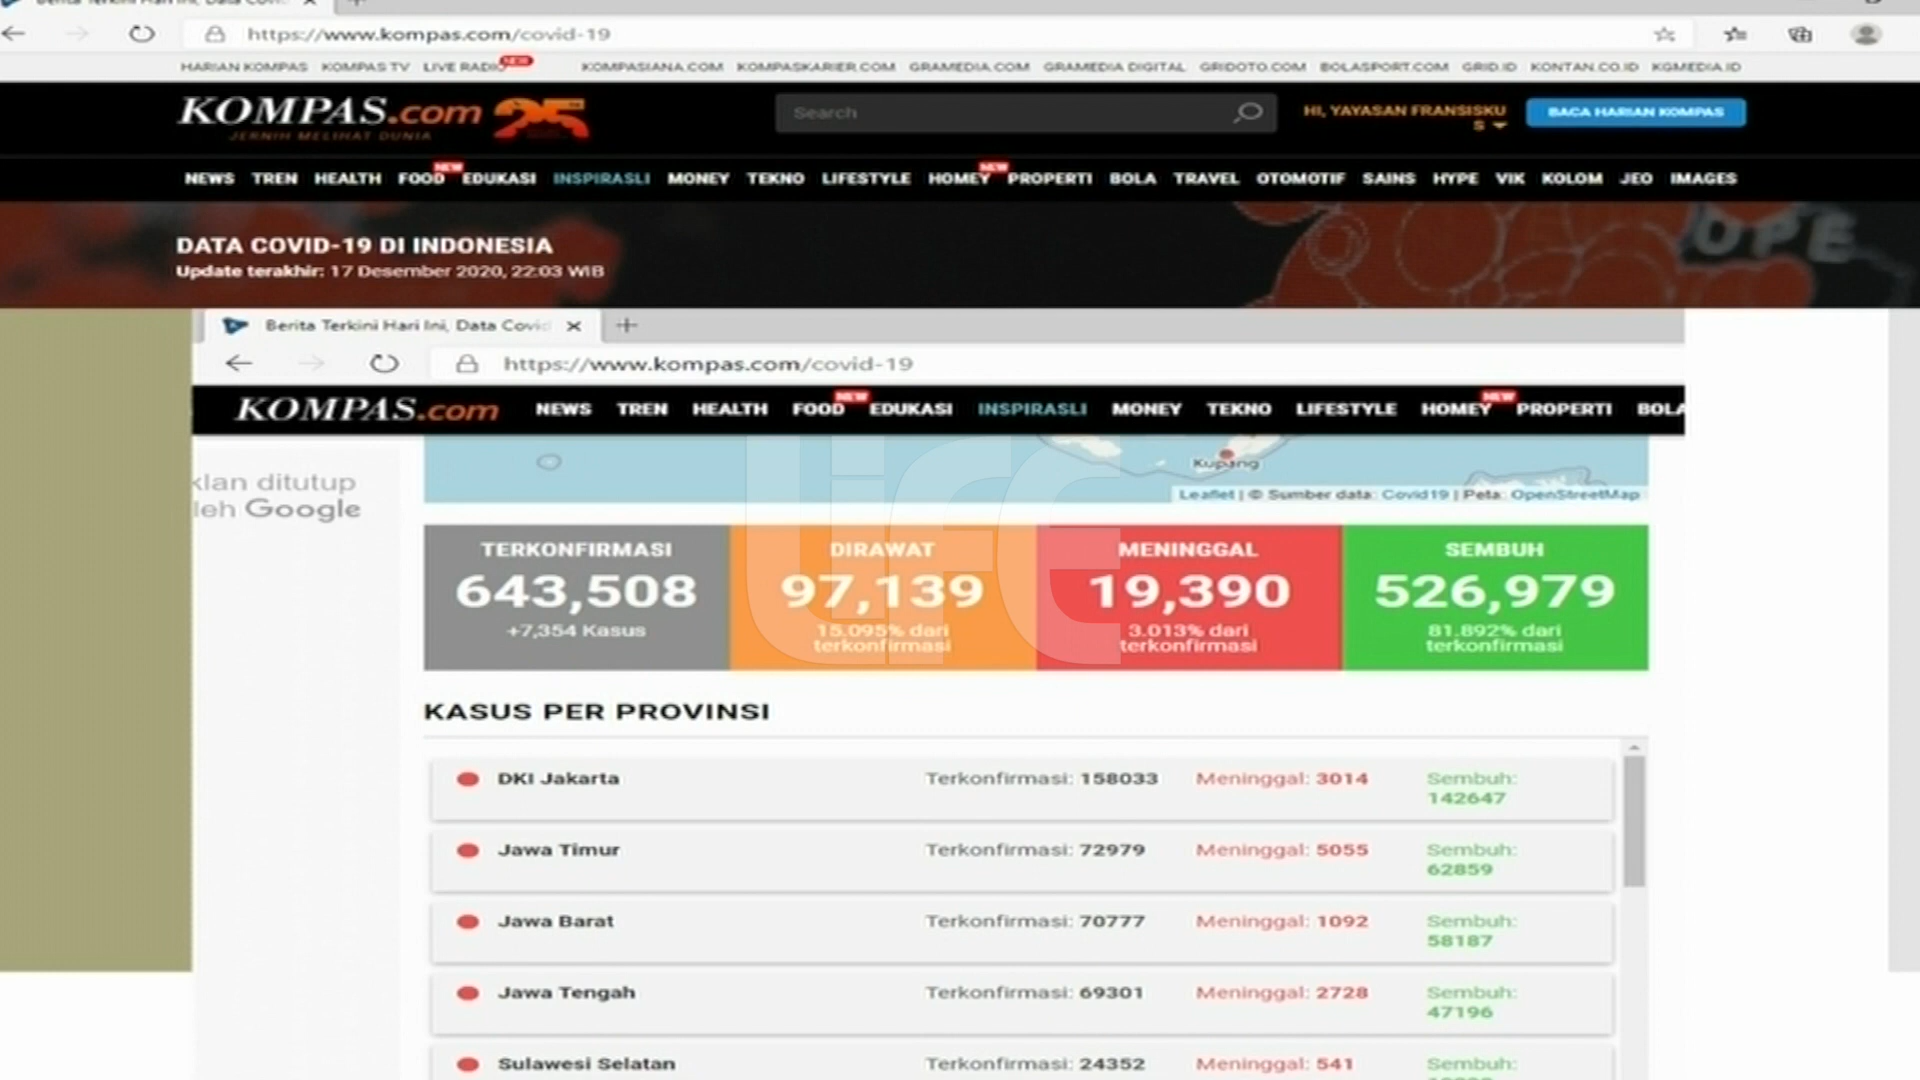 https://www.kompas.com/covid-19
HARIAN KOMPAS KOMPAS TV LIVE RADIO NEW KOMPASIANA.COM KOMPASKARIER.COM GRAMEDIA.COM GRAMEDIA DIGITAL GRIDOTO.COM BOLASPORT.COM GRID.ID KONTAN.CO.ID KGMEDIA.ID
KOMPAS.com 25
JERNIH MELIHAT DUNIA
Search
HI, YAYASAN FRANSISKU
S
BACA HARIAN KOMPAS
NEWS TREN HEALTH FOOD NEW EDUKASI INSPIRASLI MONEY TEKNO LIFESTYLE HOMEY NEW PROPERTI BOLA TRAVEL OTOMOTIF SAINS HYPE VIK KOLOM JEO IMAGES
OPE
DATA COVID-19 DI INDONESIA
Update terakhir: 17 Desember 2020, 22:03 WIB
Berita Terkini Hari Ini, Data Covid
https://www.kompas.com/covid-19
KOMPAS.com NEWS TREN HEALTH FOOD NEW EDUKASI INSPIRASLI MONEY TEKNO LIFESTYLE HOMEY NEW PROPERTI BOLA
klan ditutup
leh Google
Kupang
Leaflet | © Sumber data: Covid19 | Peta: OpenStreetMap
life
TERKONFIRMASI
643,508
+7,354 Kasus
DIRAWAT
97,139
15.095% dari
terkonfirmasi
MENINGGAL
19,390
3.013% dari
terkonfirmasi
SEMBUH
526,979
81.892% dari
terkonfirmasi
KASUS PER PROVINSI
DKI Jakarta Terkonfirmasi: 158033 Meninggal: 3014 Sembuh:
142647
Jawa Timur Terkonfirmasi: 72979 Meninggal: 5055 Sembuh:
62859
Jawa Barat Terkonfirmasi: 70777 Meninggal: 1092 Sembuh:
58187
Jawa Tengah Terkonfirmasi: 69301 Meninggal: 2728 Sembuh:
47196
Sulawesi Selatan Terkonfirmasi: 24352 Meninggal: 541 Sembuh: